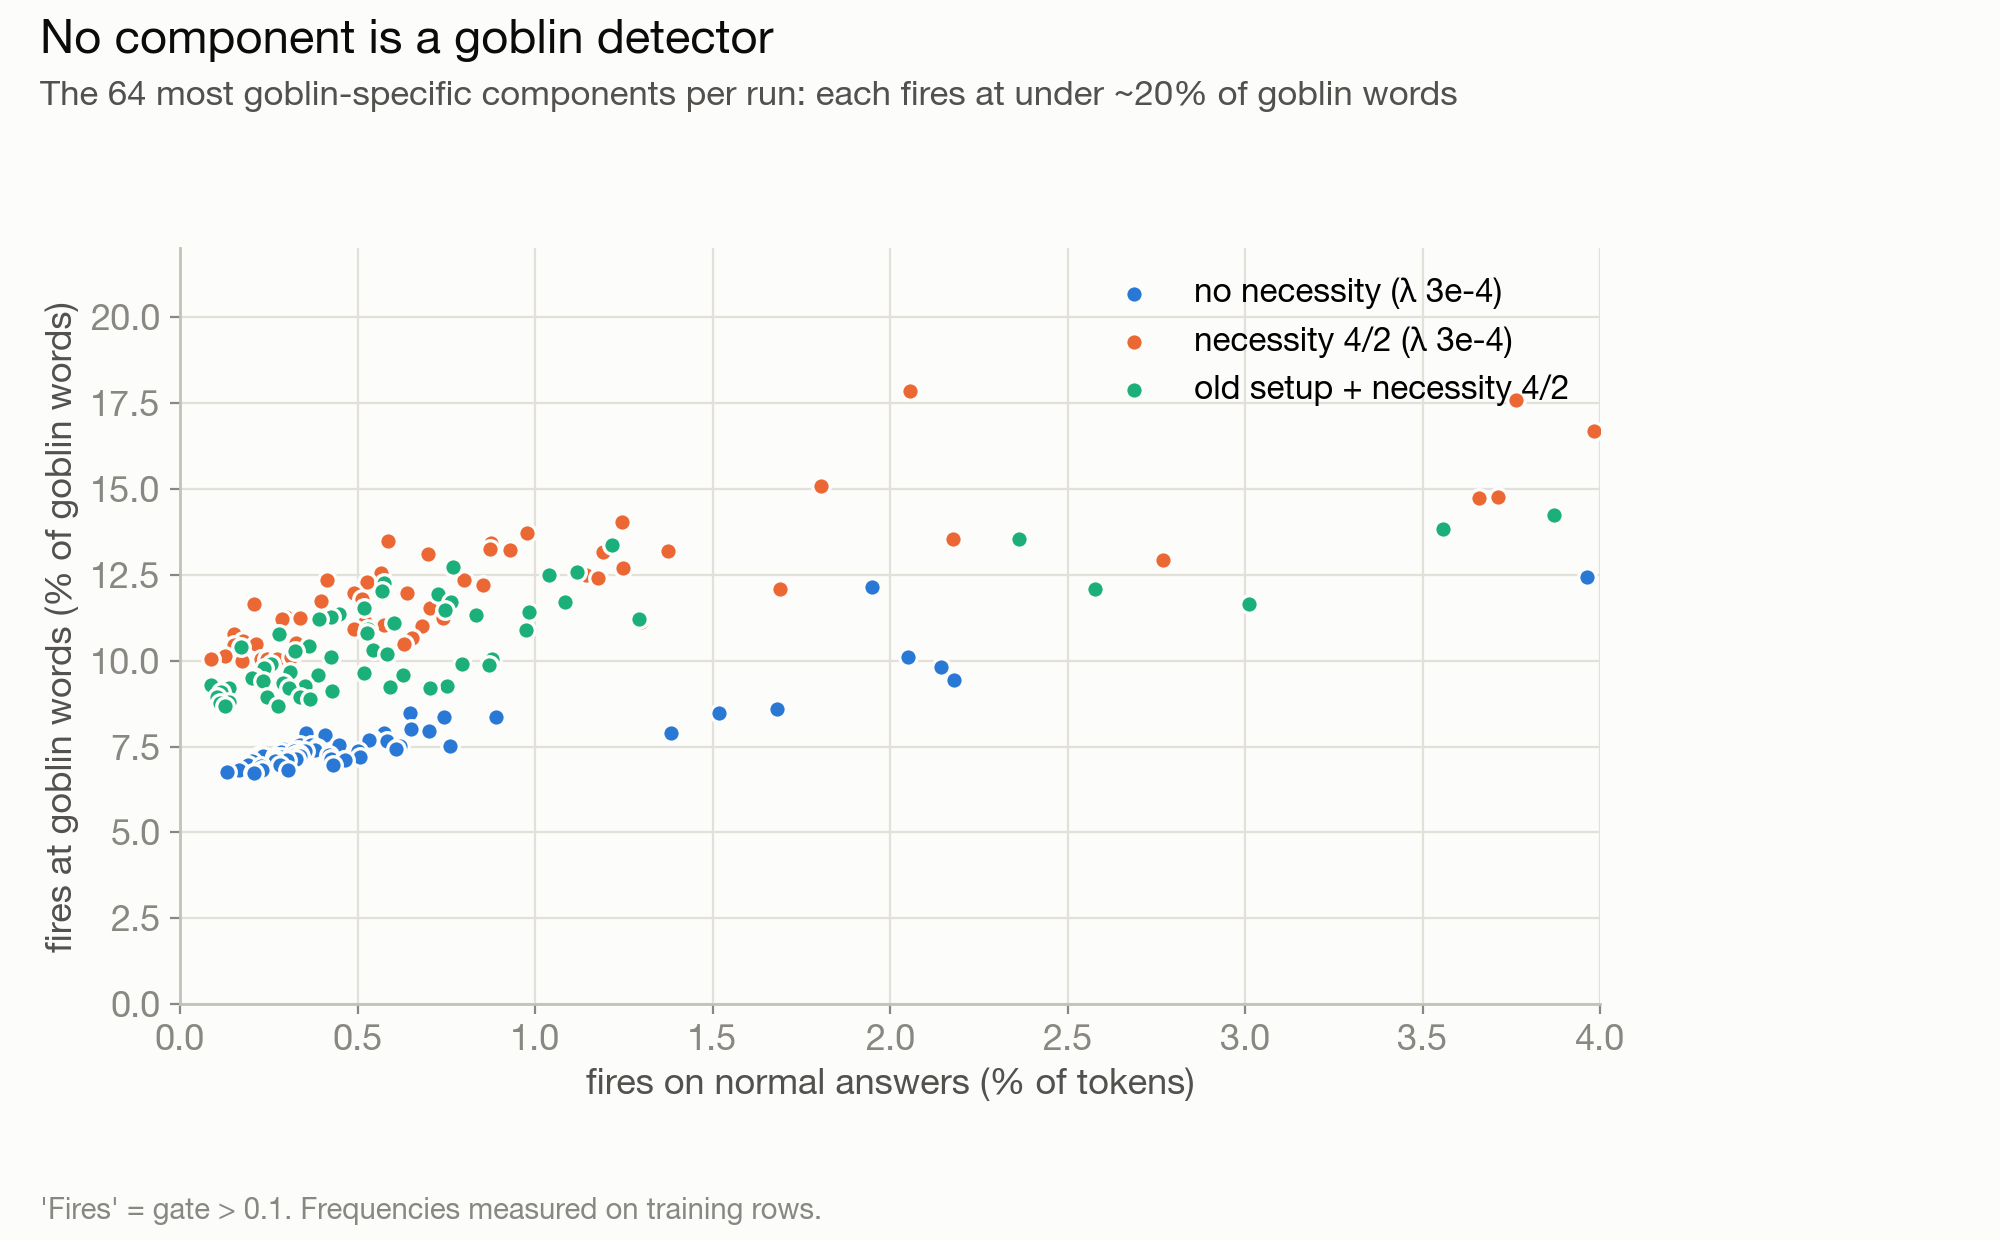 No component is a goblin detector
The 64 most goblin-specific components per run: each fires at under ~20% of goblin words
no necessity (λ 3e-4)
necessity 4/2 (λ 3e-4)
old setup + necessity 4/2
fires at goblin words (% of goblin words)
20.0
17.5
15.0
12.5
10.0
7.5
5.0
2.5
0.0
0.0 0.5 1.0 1.5 2.0 2.5 3.0 3.5 4.0
fires on normal answers (% of tokens)
'Fires' = gate > 0.1. Frequencies measured on training rows.